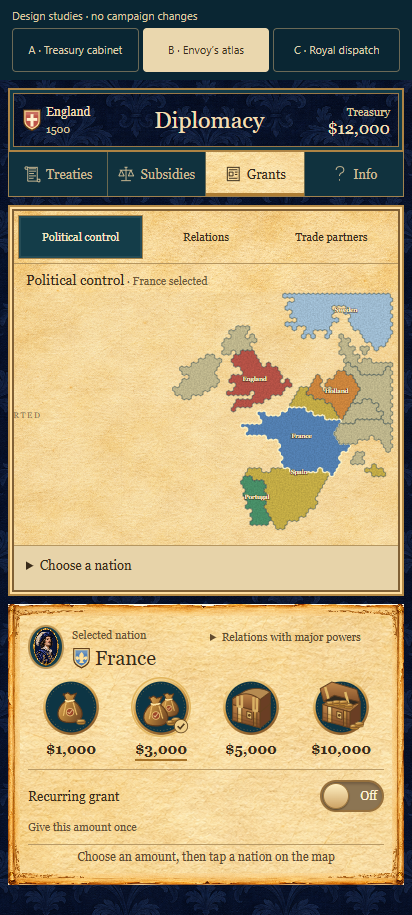 Design studies · no campaign changes
A · Treasury cabinet
B · Envoy's atlas
C · Royal dispatch
England
1500
Diplomacy
Treasury
$12,000
Treaties
Subsidies
Grants
? Info
Political control
Relations
Trade partners
Political control · France selected
Sweden
England
Holland
RTED
France
Spain
Portugal
▶ Choose a nation
Selected nation
France
▶ Relations with major powers
$1,000
$3,000
$5,000
$10,000
Recurring grant
Off
Give this amount once
Choose an amount, then tap a nation on the map